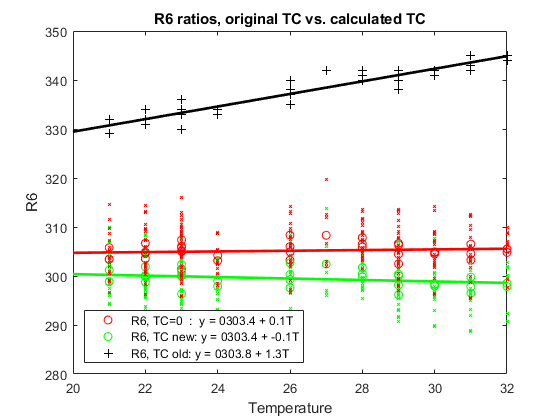 R6 ratios, original TC vs. calculated TC
350
340
330
320
310
300
290
280
R6
R6, TC=0 : y = 0303.4 + 0.1T
R6, TC new: y = 0303.4 + -0.1T
R6, TC old: y = 0303.8 + 1.3T
20 22 24 26 28 30 32
Temperature